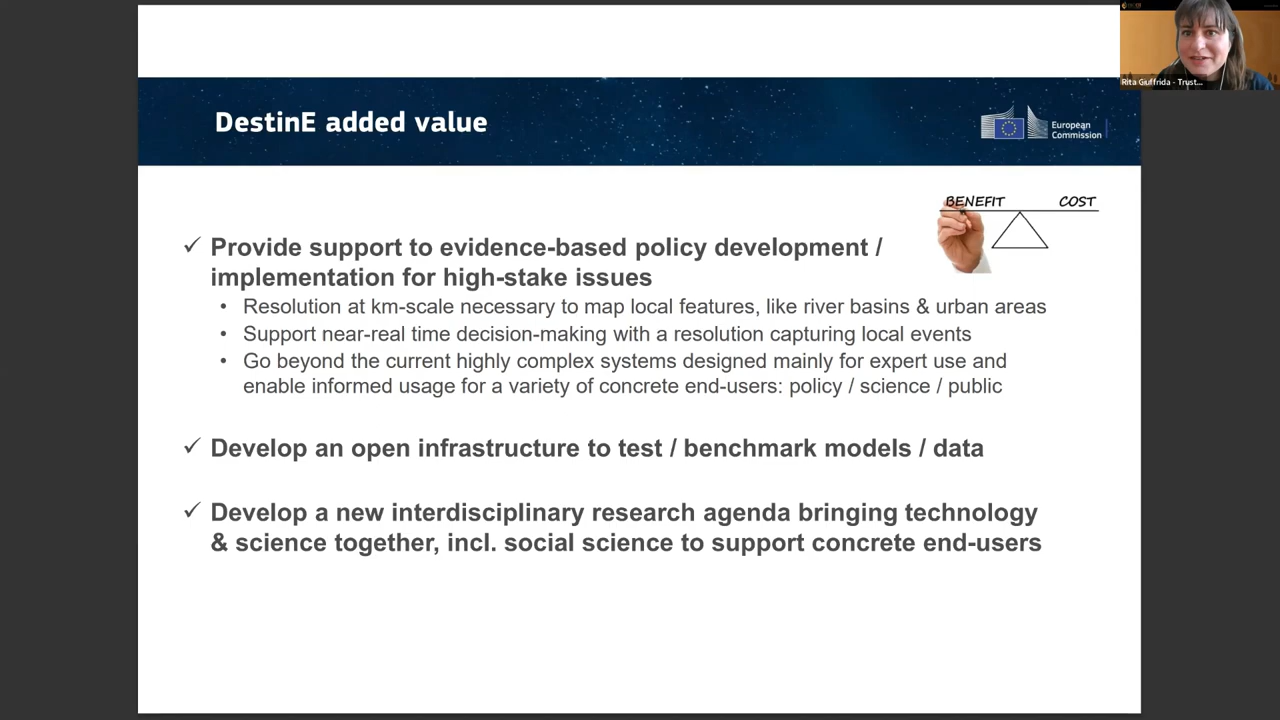 Rita Giuffrida - Trust...
DestinE added value
European
Commission
BENEFIT COST
✓ Provide support to evidence-based policy development /
implementation for high-stake issues
• Resolution at km-scale necessary to map local features, like river basins & urban areas
• Support near-real time decision-making with a resolution capturing local events
• Go beyond the current highly complex systems designed mainly for expert use and
enable informed usage for a variety of concrete end-users: policy / science / public
✓ Develop an open infrastructure to test / benchmark models / data
✓ Develop a new interdisciplinary research agenda bringing technology
& science together, incl. social science to support concrete end-users